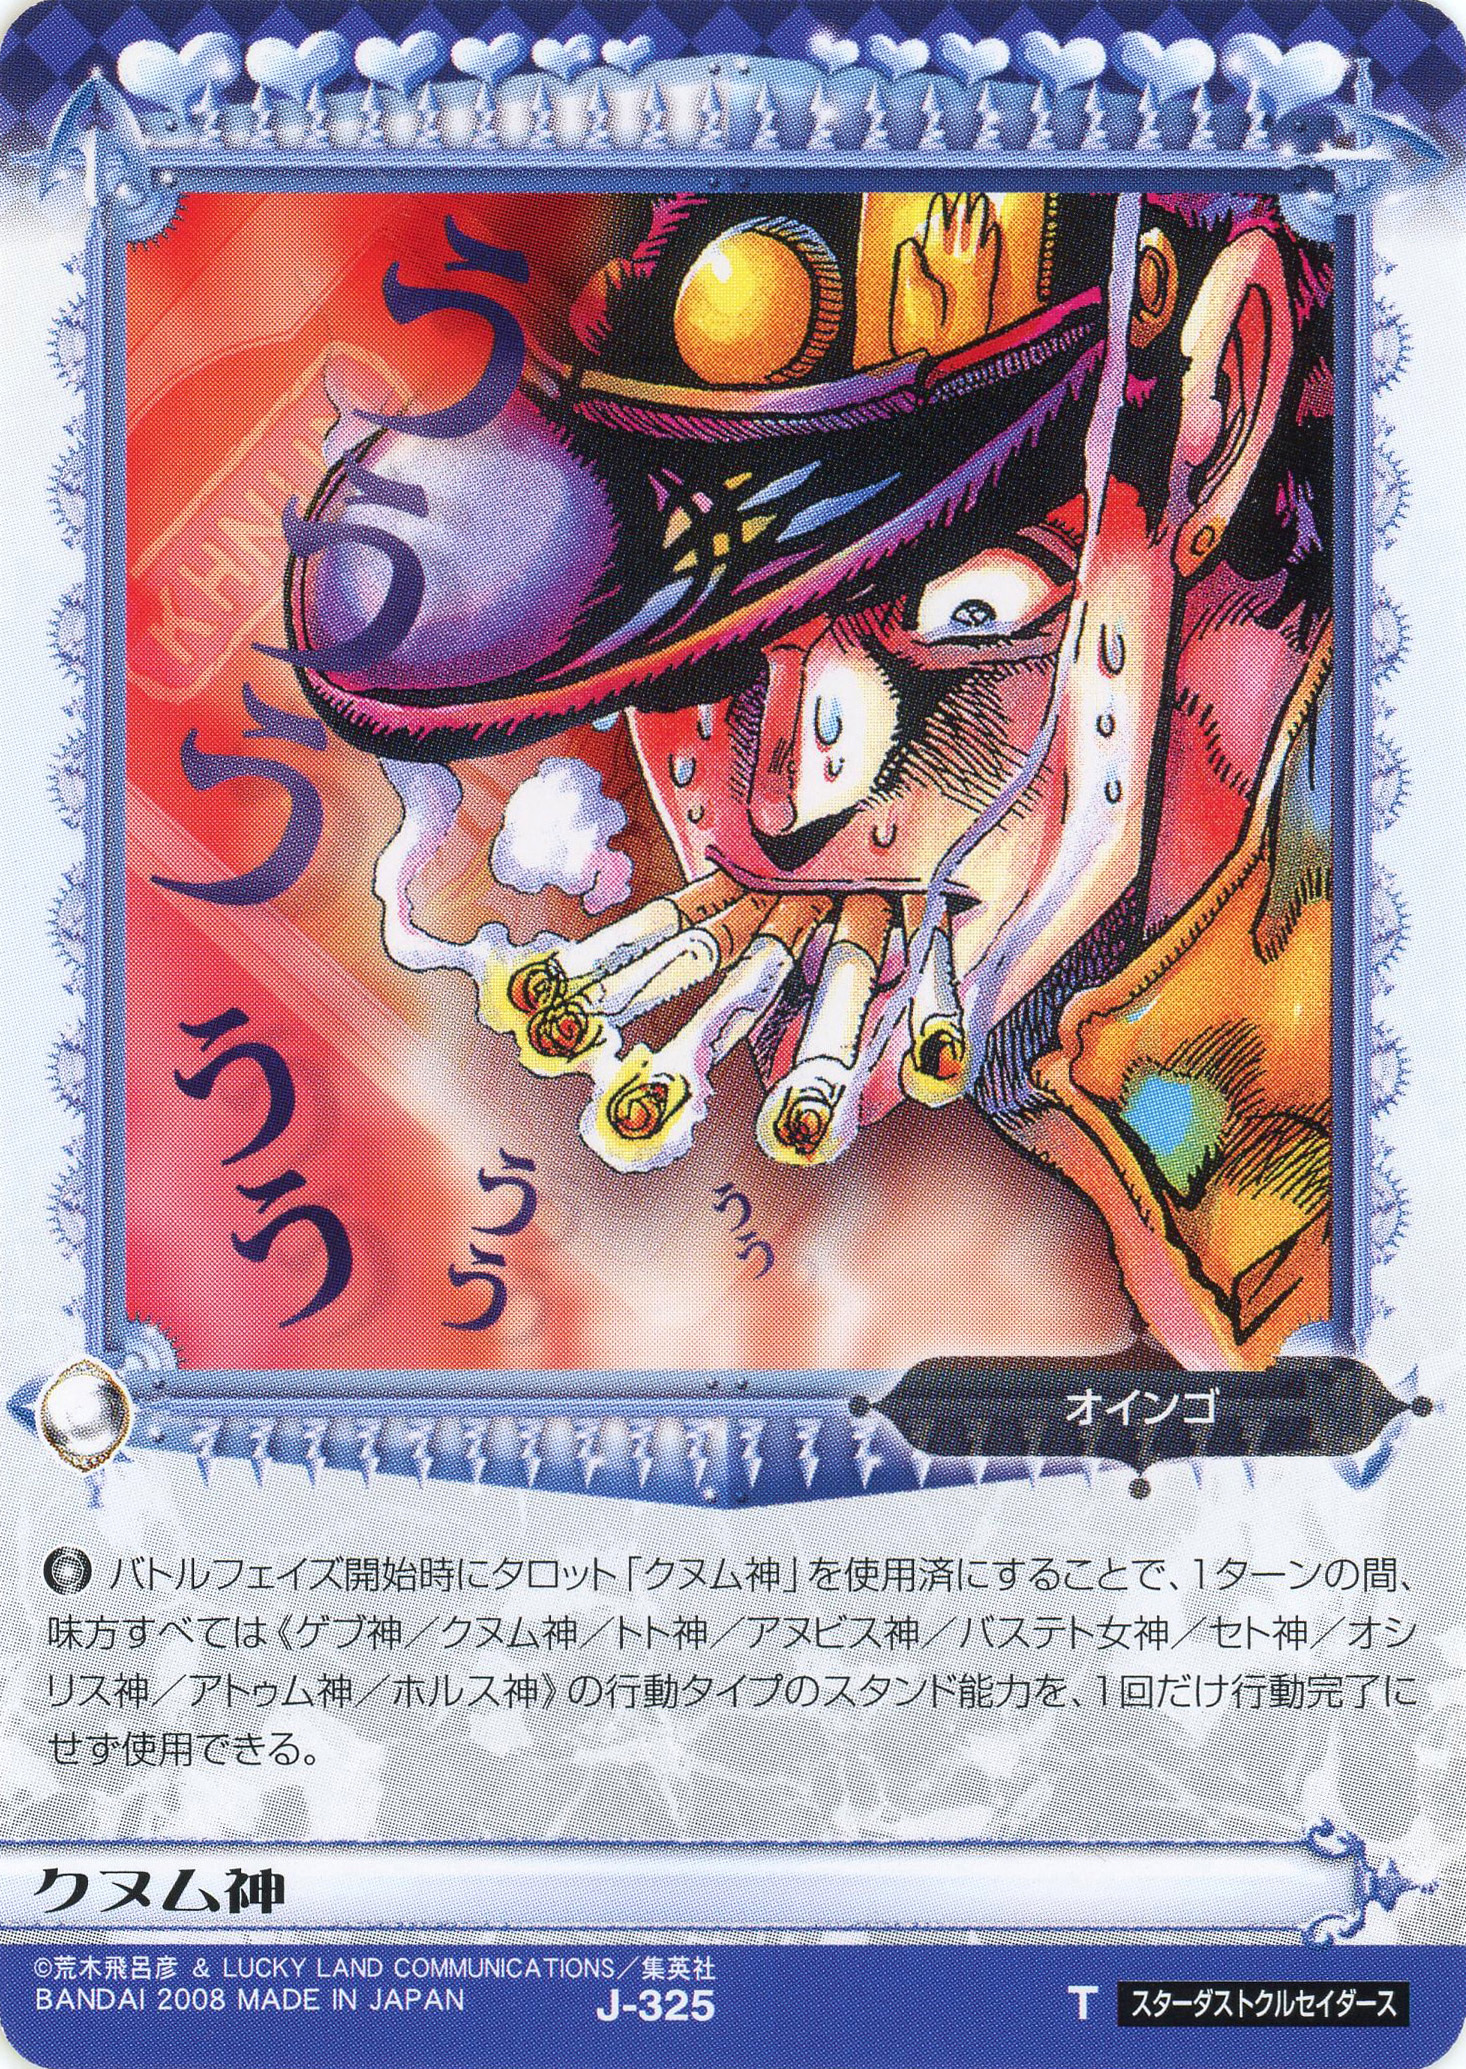 うううううううううう
KHNUM
オインゴ
◎ バトルフェイズ開始時にタロット「クヌム神」を使用済にすることで、1ターンの間、
味方すべては《ゲブ神／クヌム神／トト神／アヌビス神／バステト女神／セト神／オシ
リス神／アトゥム神／ホルス神》の行動タイプのスタンド能力を、1回だけ行動完了に
せず使用できる。
クヌム神
©荒木飛呂彦 & LUCKY LAND COMMUNICATIONS／集英社
BANDAI 2008 MADE IN JAPAN
J-325
T スターダストクルセイダース